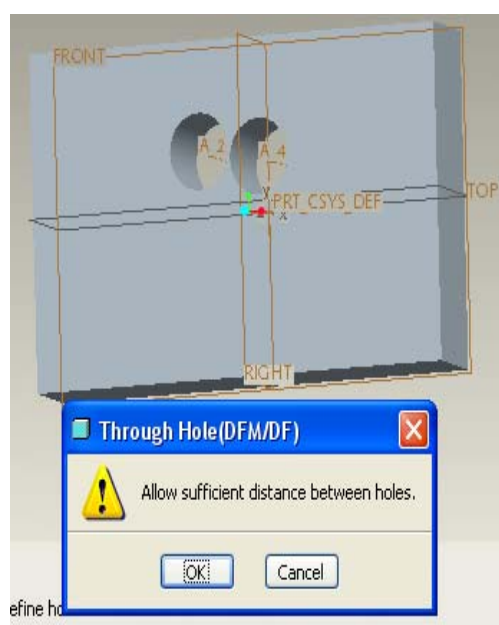 FRONT
A_2
A_4
y
PRT_CSYS_DEF
x
TOP
RIGHT
Through Hole(DFM/DF)
Allow sufficient distance between holes.
OK
Cancel
efine ho